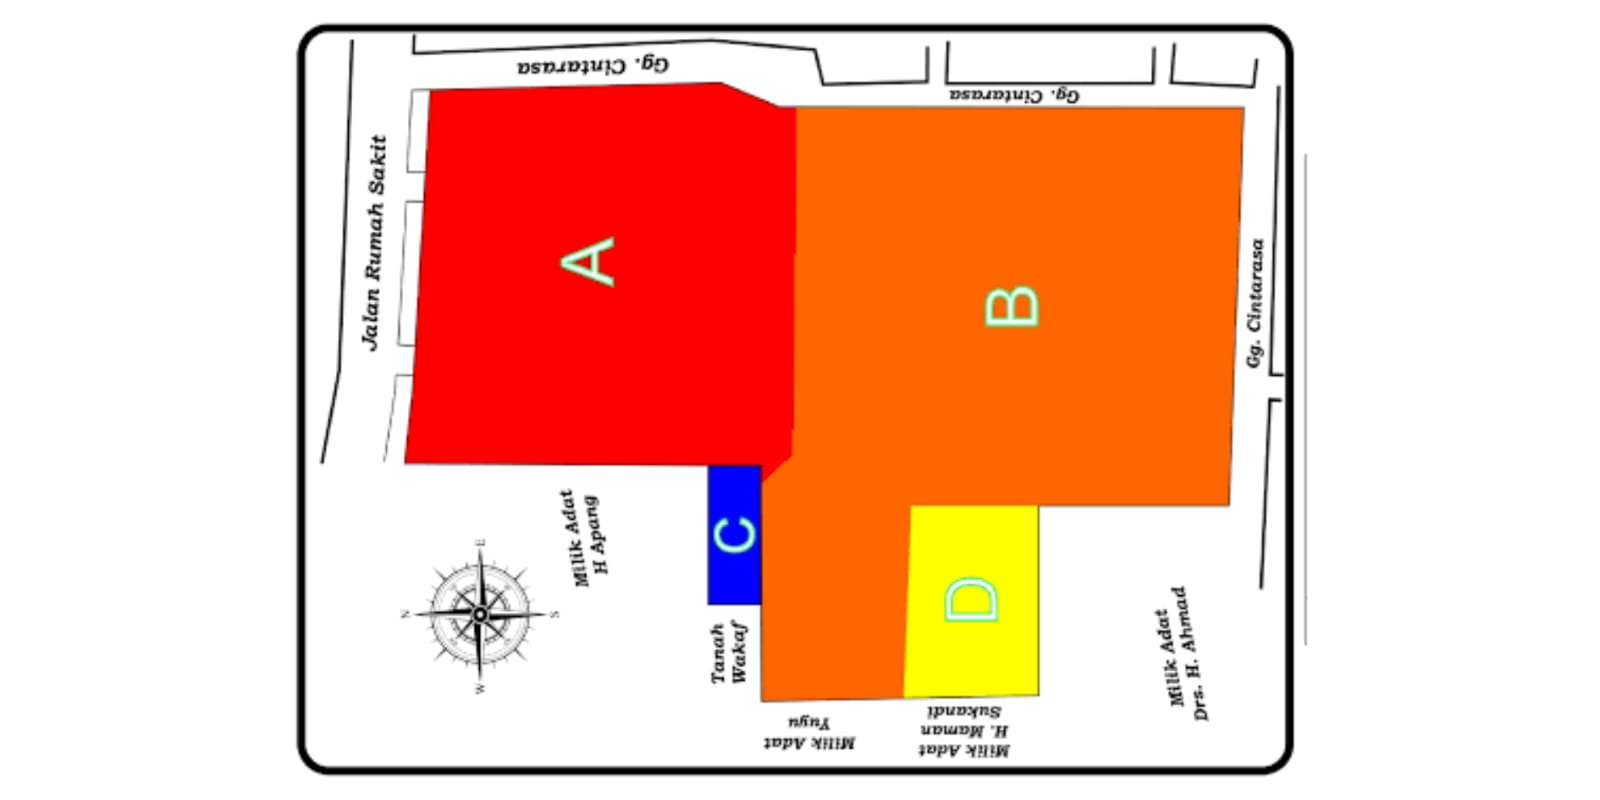 Gg. Cintarasa
Gg. Cintarasa
Jalan Rumah Sakit
A
B
Gg. Cintarasa
C
D
Milik Adat
H Apang
E
N
S
W
Tanah
Wakaf
Milik Adat
Yuyu
Milik Adat
H. Maman
Sukandi
Milik Adat
Drs. H. Ahmad